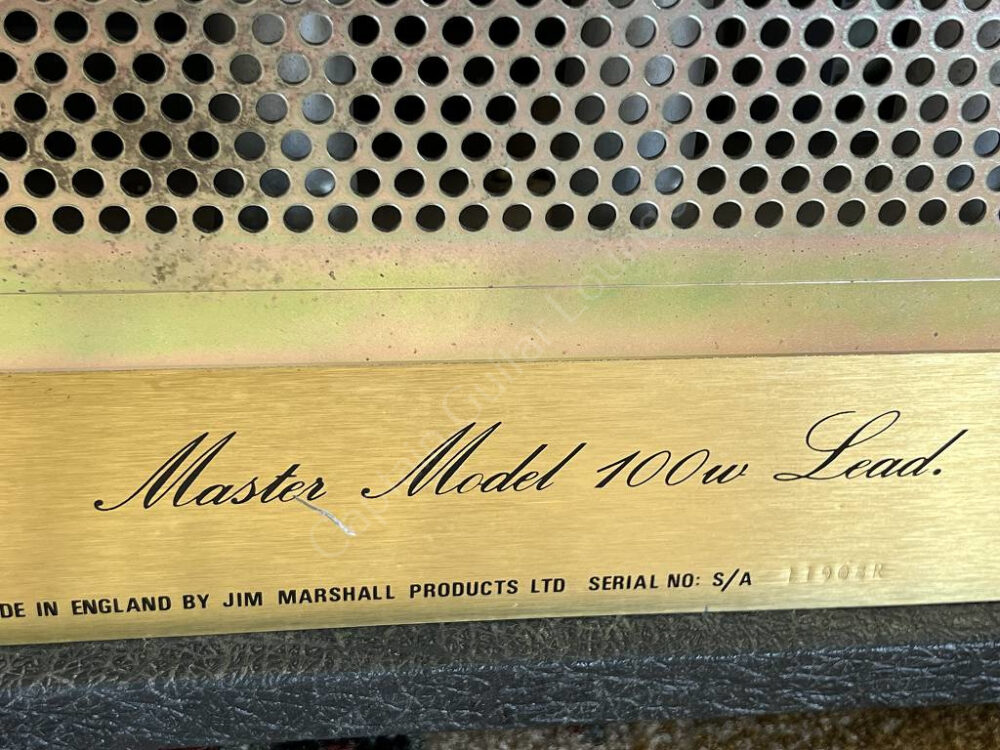 Master Model 100w Lead.
DE IN ENGLAND BY JIM MARSHALL PRODUCTS LTD SERIAL NO: S/A